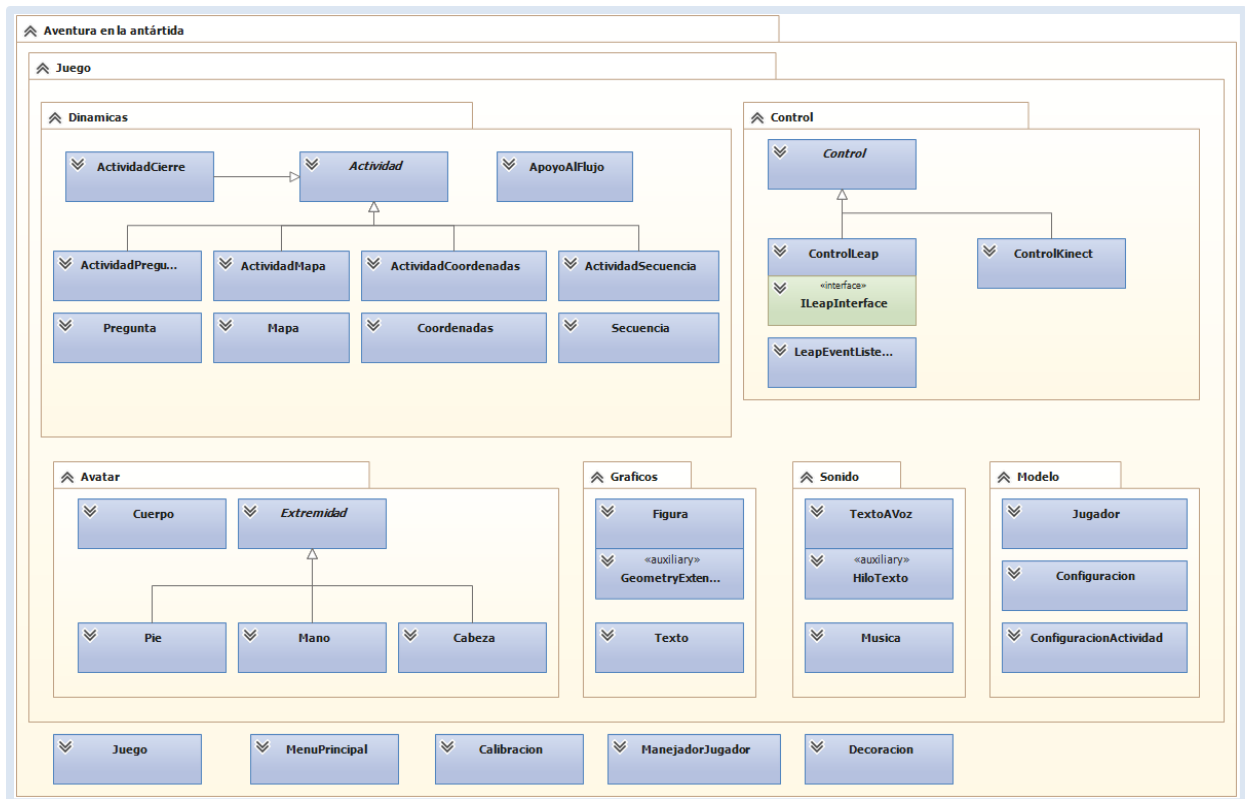 Aventura en la antártida
Juego
Dinamicas
Control
ActividadCierre
Actividad
ApoyoAlFlujo
Control
ActividadPregu...
ActividadMapa
ActividadCoordenadas
ActividadSecuencia
ControlLeap
ControlKinect
«interface»
ILeapInterface
Pregunta
Mapa
Coordenadas
Secuencia
LeapEventListe...
Avatar
Graficos
Sonido
Modelo
Cuerpo
Extremidad
Figura
TextoAVoz
Jugador
«auxiliary»
GeometryExten...
«auxiliary»
HiloTexto
Configuracion
Pie
Mano
Cabeza
Texto
Musica
ConfiguracionActividad
Juego
MenuPrincipal
Calibracion
ManejadorJugador
Decoracion